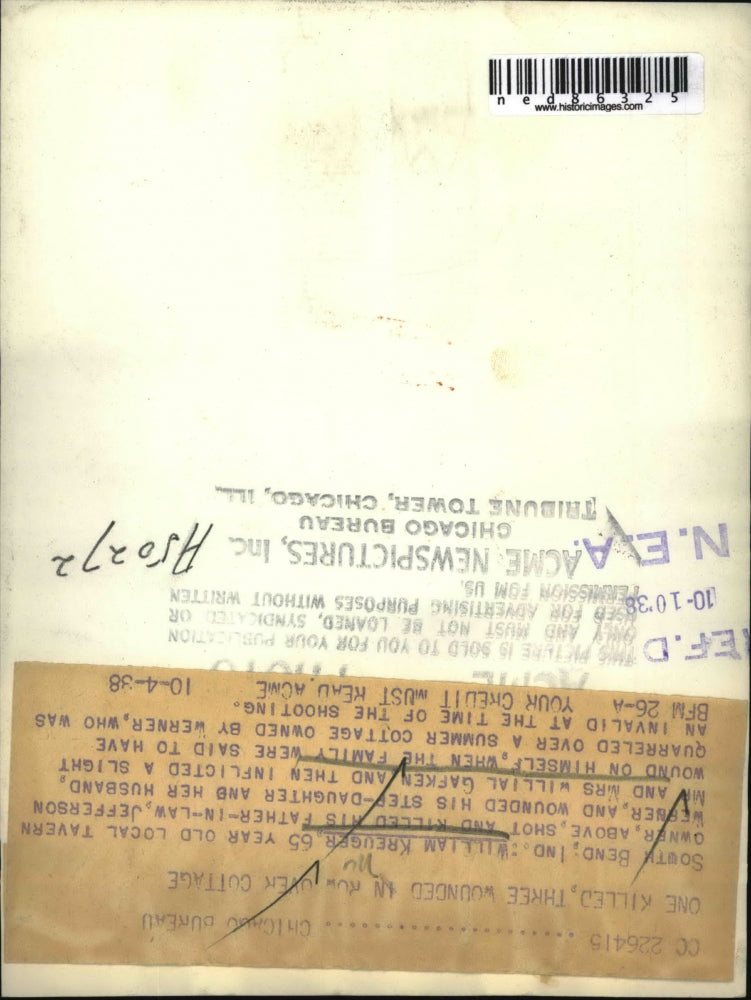 ned86325
www.historicimages.com
CC 226415 ........................ CHICAGO BUREAU
ONE KILLED, THREE WOUNDED IN ROW OVER COTTAGE
SOUTH BEND, IND.: WILLIAM KREUGER 65 YEAR OLD LOCAL TAVERN
OWNER, ABOVE, SHOT AND KILLED HIS FATHER-IN-LAW, JEFFERSON
WERNER, AND WOUNDED HIS STEP-DAUGHTER AND HER HUSBAND,
MR AND MRS WILLIAL GAFKEN AND THEN INFLICTED A SLIGHT
WOUND ON HIMSELF, WHEN THE FAMILY WERE SAID TO HAVE
QUARRELED OVER A SUMMER COTTAGE OWNED BY WERNER, WHO WAS
AN INVALID AT THE TIME OF THE SHOOTING.
BFM 26-A YOUR CREDIT MUST READ ACME 10-4-38
ACME PHOTO
THIS PICTURE IS SOLD TO YOU FOR YOUR PUBLICATION
ONLY AND MUST NOT BE LOANED, SYNDICATED, OR
USED FOR ADVERTISING PURPOSES WITHOUT WRITTEN
PERMISSION FOM US.
ACME NEWSPICTURES, Inc.
CHICAGO BUREAU
TRIBUNE TOWER, CHICAGO, ILL.
EF. D
10-10'38
N.E.A.
A50272